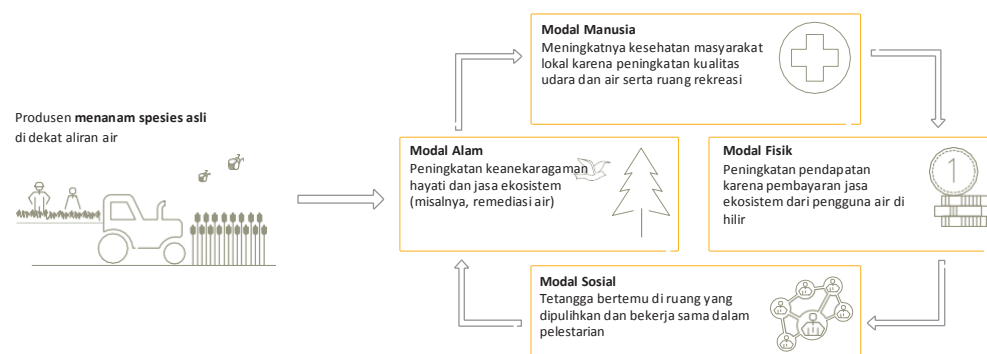 Produsen menanam spesies asli
di dekat aliran air
Modal Manusia
Meningkatnya kesehatan masyarakat
lokal karena peningkatan kualitas
udara dan air serta ruang rekreasi
Modal Alam
Peningkatan keanekaragaman
hayati dan jasa ekosistem
(misalnya, remediasi air)
Modal Fisik
Peningkatan pendapatan
karena pembayaran jasa
ekosistem dari pengguna air di
hilir
1
Modal Sosial
Tetangga bertemu di ruang yang
dipulihkan dan bekerja sama dalam
pelestarian